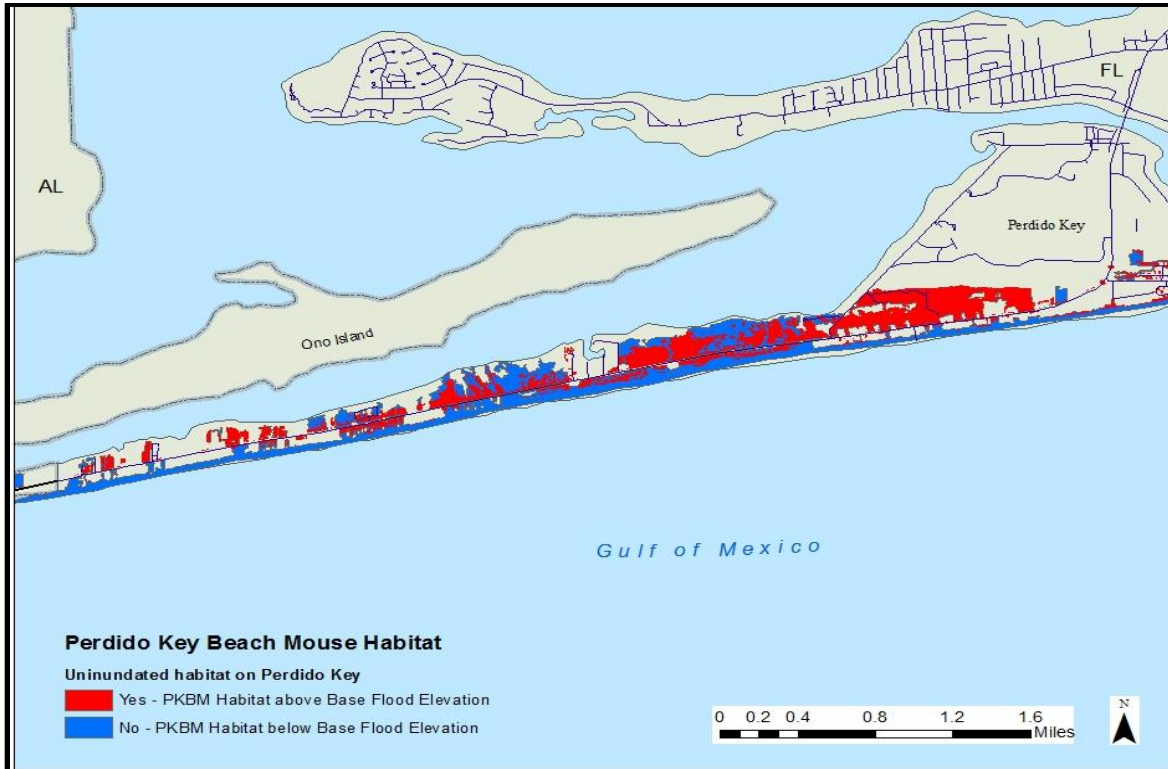 FL
AL
Perdido Key
Ono Island
Gulf of Mexico
Perdido Key Beach Mouse Habitat
Uninundated habitat on Perdido Key
Yes - PKBM Habitat above Base Flood Elevation
No - PKBM Habitat below Base Flood Elevation
0 0.2 0.4 0.8 1.2 1.6
Miles
N